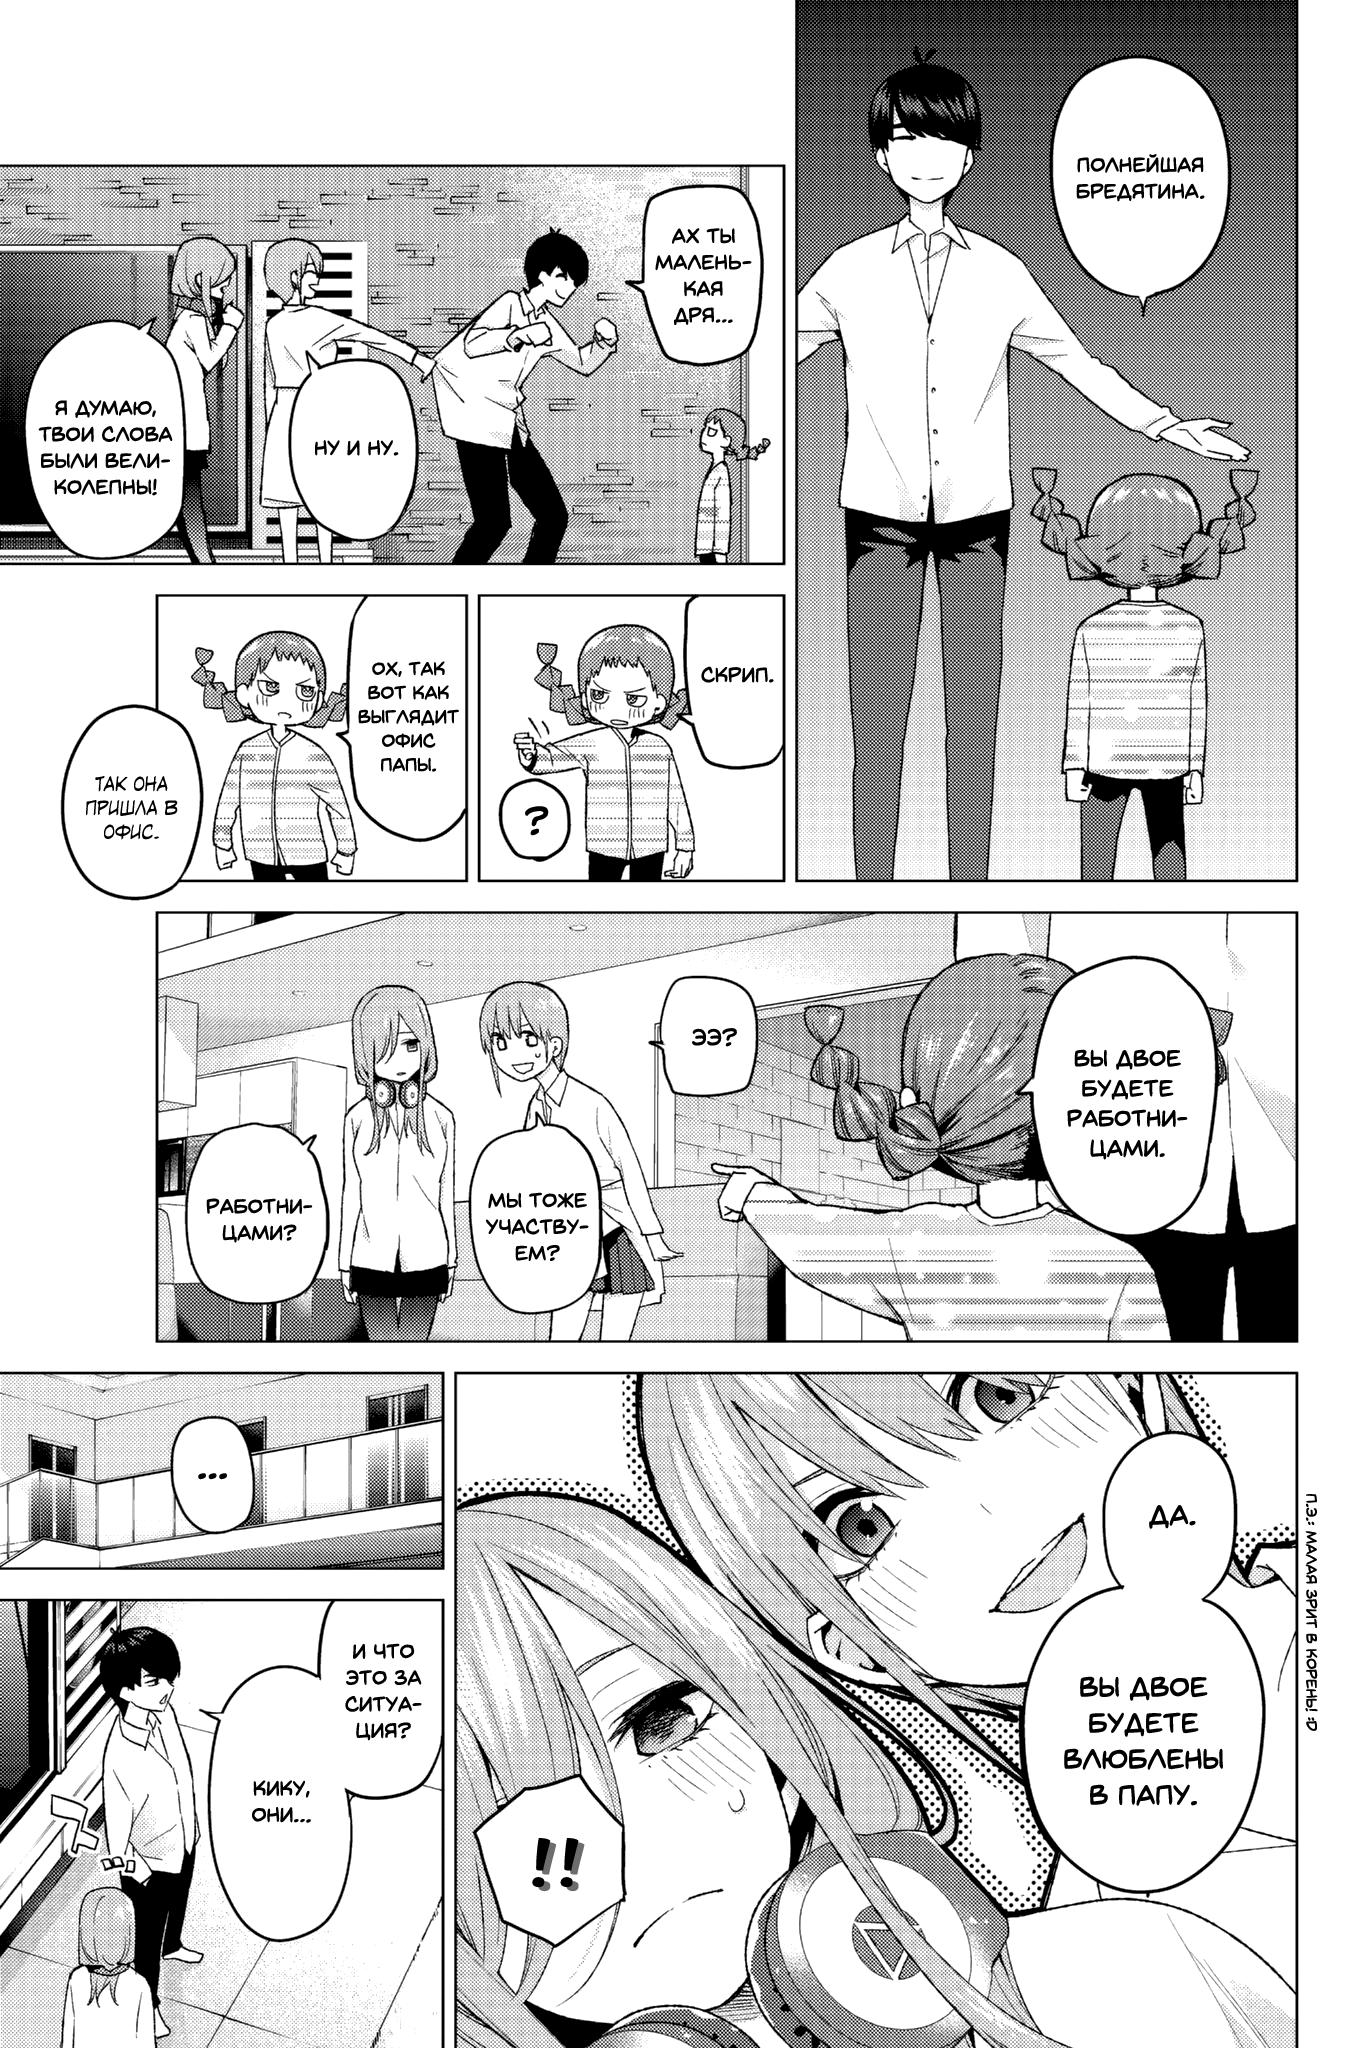 ПОЛНЕЙШАЯ
БРЕДЯТИНА.
АХ ТЫ
МАЛЕНЬ-
КАЯ
ДРЯ...
НУ И НУ.
Я ДУМАЮ,
ТВОИ СЛОВА
БЫЛИ ВЕЛИ-
КОЛЕПНЫ!
СКРИП.
?
ОХ, ТАК
ВОТ КАК
ВЫГЛЯДИТ
ОФИС
ПАПЫ.
ТАК ОНА
ПРИШЛА В
ОФИС.
ВЫ ДВОЕ
БУДЕТЕ
РАБОТНИ-
ЦАМИ.
ЭЭ?
МЫ ТОЖЕ
УЧАСТВУ-
ЕМ?
РАБОТНИ-
ЦАМИ?
ДА.
ВЫ ДВОЕ
БУДЕТЕ
ВЛЮБЛЕНЫ
В ПАПУ.
!!
П.Э.: МАЛАЯ ЗРИТ В КОРЕНЬ! :D
...
И ЧТО
ЭТО ЗА
СИТУА-
ЦИЯ?
КИКУ,
ОНИ...